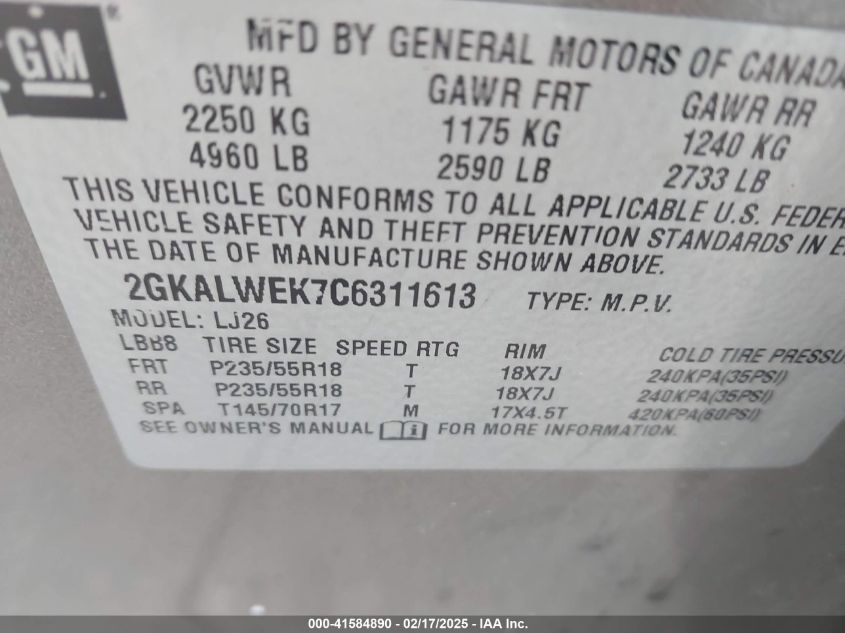 GM®
MFD BY GENERAL MOTORS OF CANADA
GVWR GAWR FRT GAWR RR
2250 KG 1175 KG 1240 KG
4960 LB 2590 LB 2733 LB
THIS VEHICLE CONFORMS TO ALL APPLICABLE U.S. FEDER
VEHICLE SAFETY AND THEFT PREVENTION STANDARDS IN E
THE DATE OF MANUFACTURE SHOWN ABOVE.
2GKALWEK7C6311613 TYPE: M.P.V.
MODEL: LJ26
LBB8 TIRE SIZE SPEED RTG RIM COLD TIRE PRESSU
FRT P235/55R18 T 18X7J 240KPA(35PSI)
RR P235/55R18 T 18X7J 240KPA(35PSI)
SPA T145/70R17 M 17X4.5T 420KPA(60PSI)
SEE OWNER'S MANUAL FOR MORE INFORMATION.
000-41584890 - 02/17/2025 - IAA Inc.